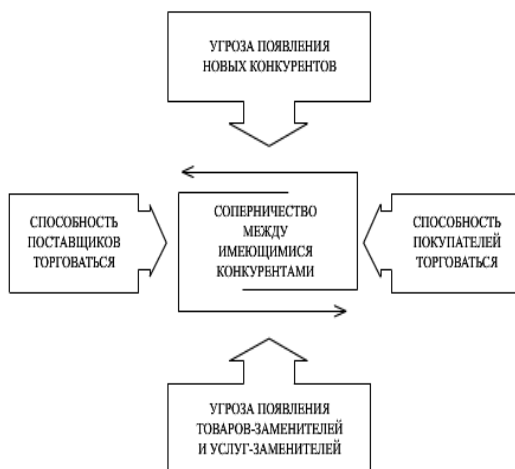 УГРОЗА ПОЯВЛЕНИЯ
НОВЫХ КОНКУРЕНТОВ
СПОСОБНОСТЬ
ПОСТАВЩИКОВ
ТОРГОВАТЬСЯ
СОПЕРНИЧЕСТВО
МЕЖДУ
ИМЕЮЩИМИСЯ
КОНКУРЕНТАМИ
СПОСОБНОСТЬ
ПОКУПАТЕЛЕЙ
ТОРГОВАТЬСЯ
УГРОЗА ПОЯВЛЕНИЯ
ТОВАРОВ-ЗАМЕНИТЕЛЕЙ
И УСЛУГ-ЗАМЕНИТЕЛЕЙ